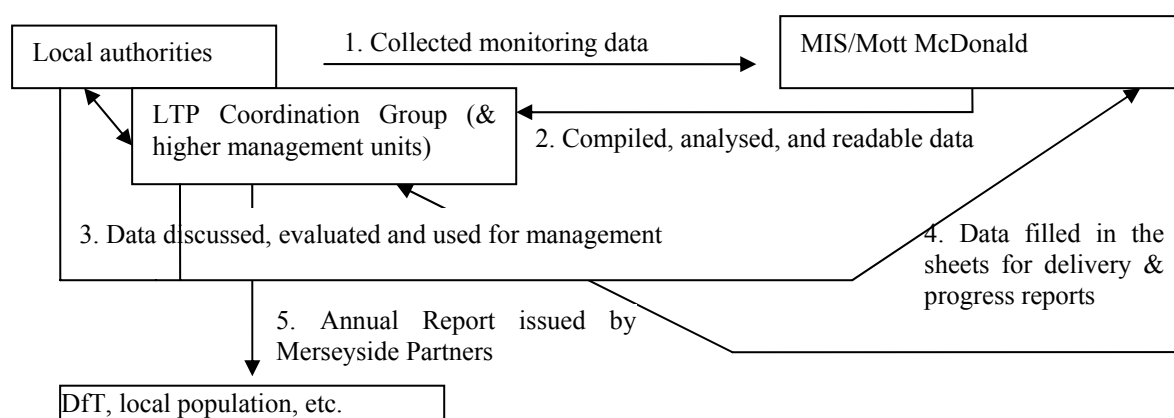 Local authorities
1. Collected monitoring data
MIS/Mott McDonald
LTP Coordination Group (&
higher management units)
2. Compiled, analysed, and readable data
3. Data discussed, evaluated and used for management
4. Data filled in the
sheets for delivery &
progress reports
5. Annual Report issued by
Merseyside Partners
DfT, local population, etc.